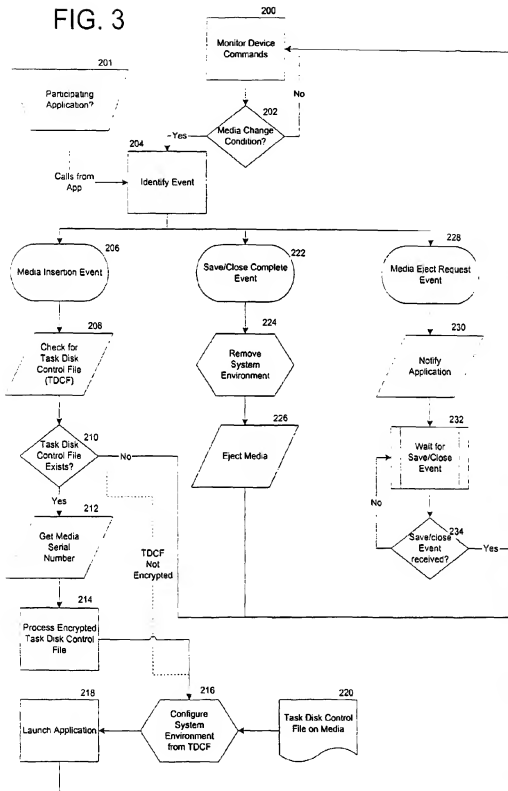 FIG. 3
200
Monitor Device
Commands
201
Participating
Application?
No
202
Media Change
Condition?
Yes
204
Identify Event
Calls from
App
206
Media Insertion Event
222
Save/Close Complete
Event
228
Media Eject Request
Event
208
Check for
Task Disk
Control File
(TDCF)
224
Remove
System
Environment
230
Notify
Application
210
Task Disk
Control File
Exists?
No
226
Eject Media
232
Wait for
Save/Close
Event
Yes
212
Get Media
Serial
Number
TDCF
Not
Encrypted
No
234
Save/close
Event
received?
Yes
214
Process Encrypted
Task Disk Control
File
218
Launch Application
216
Configure
System
Environment
from TDCF
220
Task Disk Control
File on Media